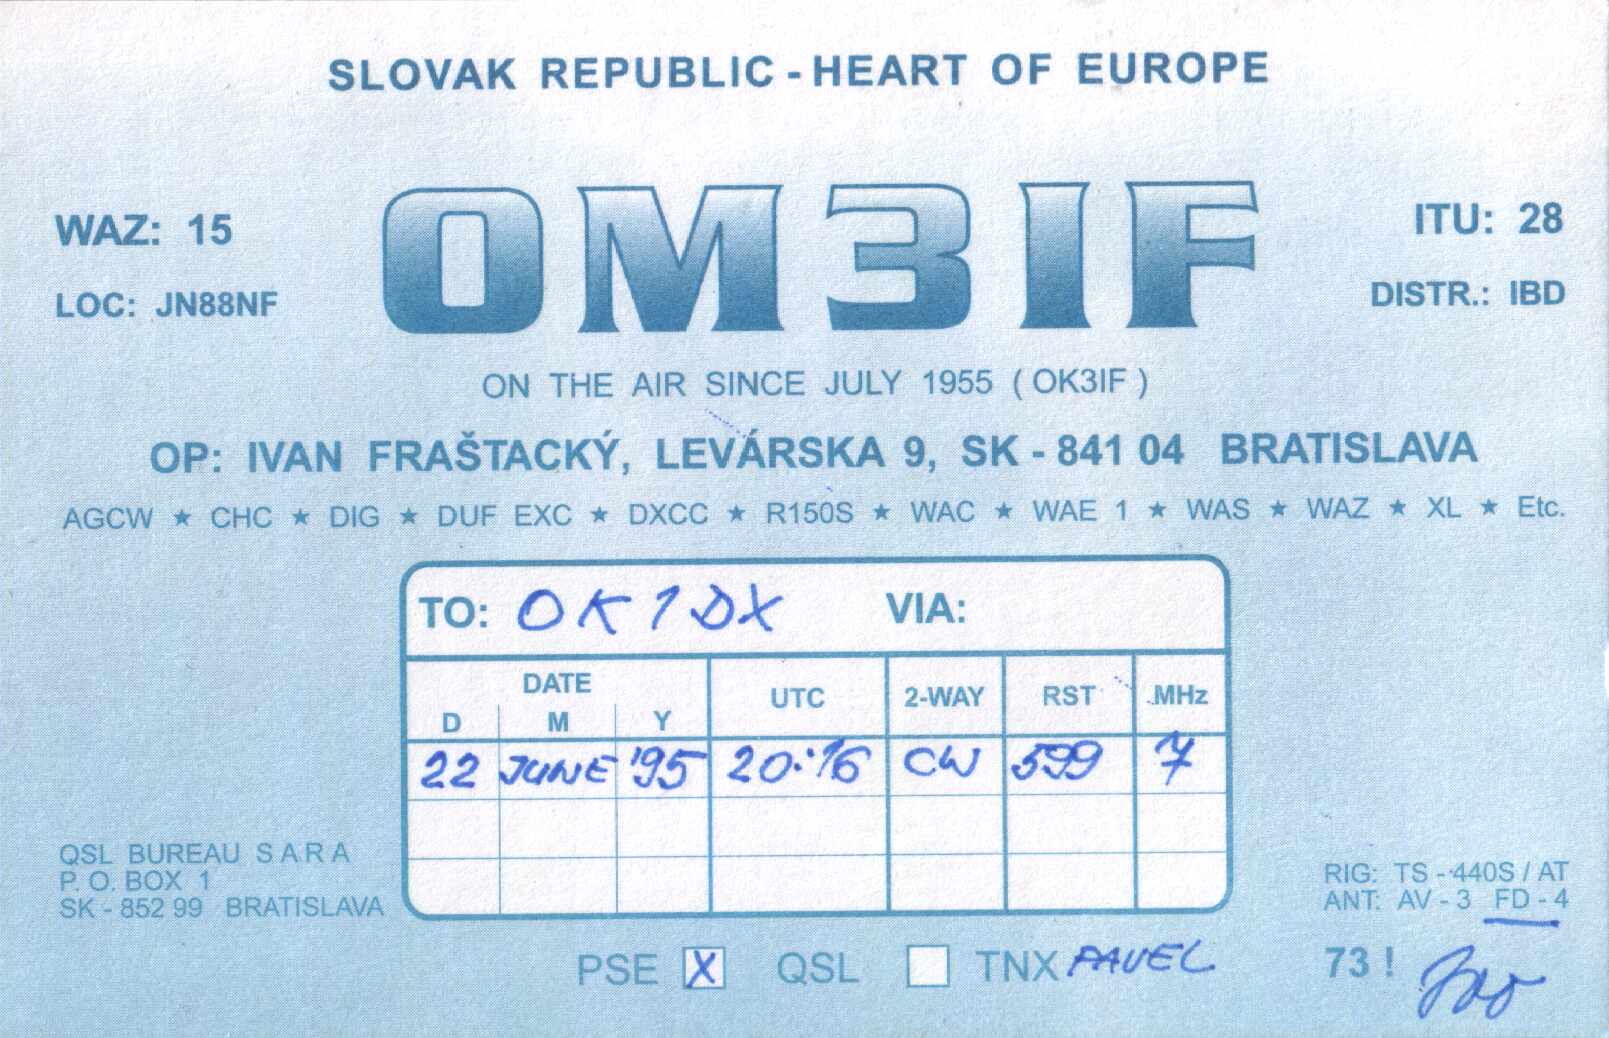 SLOVAK REPUBLIC - HEART OF EUROPE
WAZ: 15
OM3IF
ITU: 28
LOC: JN88NF
DISTR.: IBD
ON THE AIR SINCE JULY 1955 ( OK3IF )
OP: IVAN FRAŠTACKÝ, LEVÁRSKA 9, SK - 841 04 BRATISLAVA
AGCW ★ CHC ★ DIG ★ DUF EXC ★ DXCC ★ R150S ★ WAC ★ WAE 1 ★ WAS ★ WAZ ★ XL ★ Etc.
TO: OK1DX VIA:
DATE UTC 2-WAY RST MHz
D M Y
22 JUNE '95 20:16 CW 599 7
QSL BUREAU S A R A
P. O. BOX 1
SK - 852 99 BRATISLAVA
RIG: TS - 440S / AT
ANT: AV - 3 FD - 4
PSE X QSL TNX PAVEL
73 !